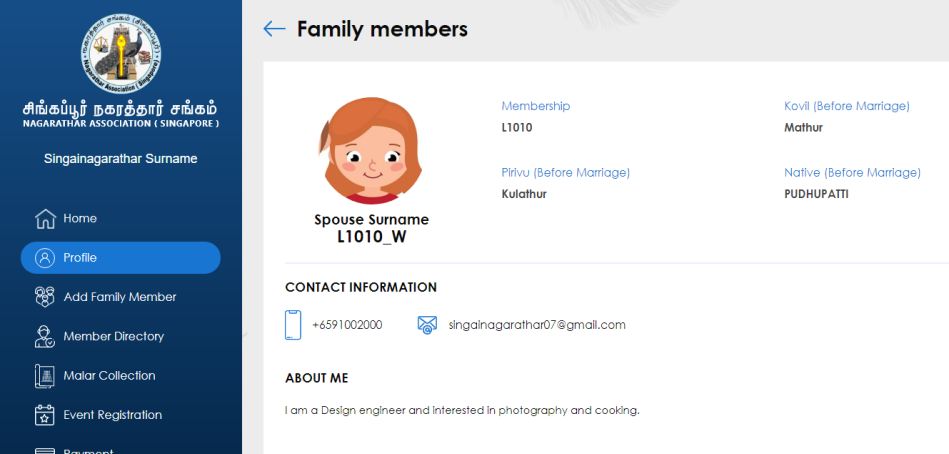 சிங்கப்பூர் நகரத்தார் சங்கம்
NAGARATHAR ASSOCIATION ( SINGAPORE )
Singainagarathar Surname
Home
Profile
Add Family Member
Member Directory
Malar Collection
Event Registration
Payment
Family members
Spouse Surname
L1010_W
Membership
L1010
Kovil (Before Marriage)
Mathur
Pirivu (Before Marriage)
Kulathur
Native (Before Marriage)
PUDHUPATTI
CONTACT INFORMATION
+6591002000
singainagarathar07@gmail.com
ABOUT ME
I am a Design engineer and interested in photography and cooking.